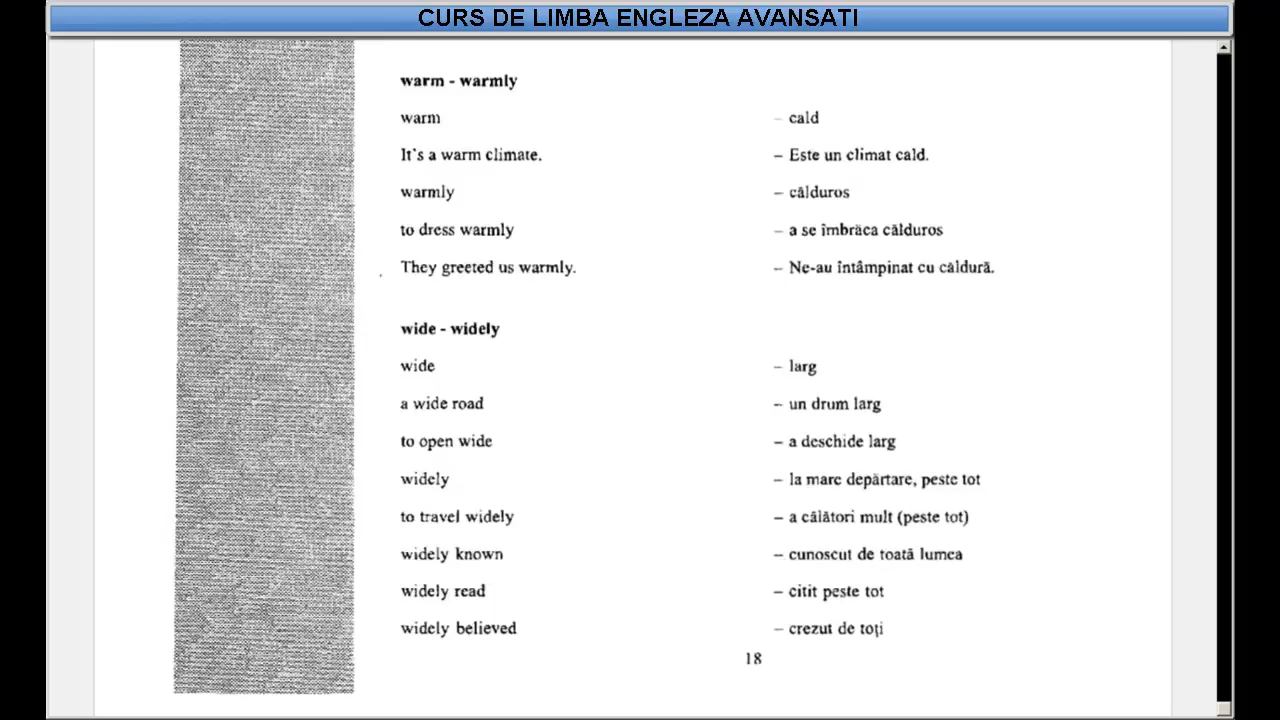 CURS DE LIMBA ENGLEZA AVANSATI
warm - warmly
warm – cald
It's a warm climate. – Este un climat cald.
warmly – călduros
to dress warmly – a se îmbrăca călduros
They greeted us warmly. – Ne-au întâmpinat cu căldură.
wide - widely
wide – larg
a wide road – un drum larg
to open wide – a deschide larg
widely – la mare depărtare, peste tot
to travel widely – a călători mult (peste tot)
widely known – cunoscut de toată lumea
widely read – citit peste tot
widely believed – crezut de toţi
18